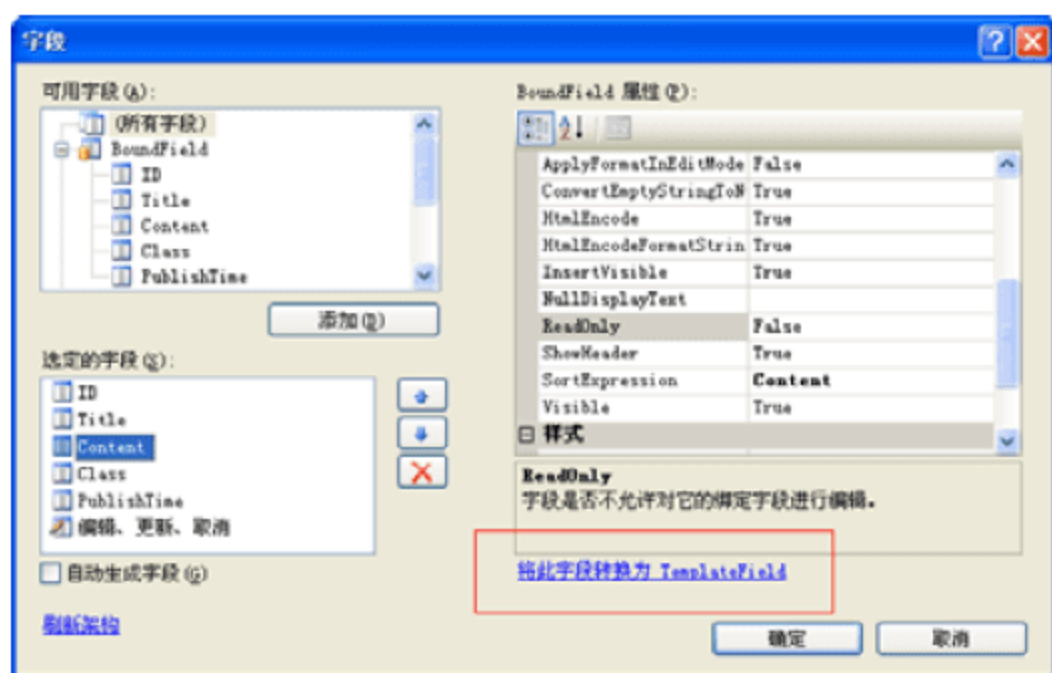 字段
可用字段(A):
(所有字段)
BoundField
ID
Title
Content
Class
PublishTime
添加(D)
选定的字段(S):
ID
Title
Content
Class
PublishTime
编辑、更新、取消
自动生成字段(G)
刷新架构
BoundField 属性(P):
ApplyFormatInEditMode False
ConvertEmptyStringToN True
HtmlEncode True
HtmlEncodeFormatStrin True
InsertVisible True
NullDisplayText
ReadOnly False
ShowHeader True
SortExpression Content
Visible True
样式
ReadOnly
字段是否不允许对它的绑定字段进行编辑。
将此字段转换为 TemplateField
确定 取消